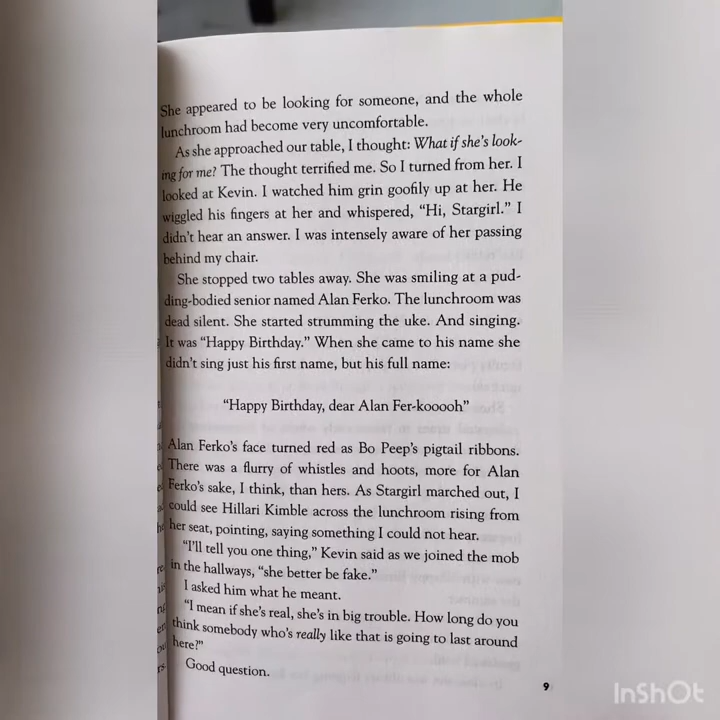 She appeared to be looking for someone, and the whole
lunchroom had become very uncomfortable.
As she approached our table, I thought: What if she's look-
ing for me? The thought terrified me. So I turned from her. I
looked at Kevin. I watched him grin goofily up at her. He
wiggled his fingers at her and whispered, “Hi, Stargirl.” I
didn't hear an answer. I was intensely aware of her passing
behind my chair.
She stopped two tables away. She was smiling at a pud-
ding-bodied senior named Alan Ferko. The lunchroom was
dead silent. She started strumming the uke. And singing.
It was “Happy Birthday.” When she came to his name she
didn't sing just his first name, but his full name:
“Happy Birthday, dear Alan Fer-kooooh”
Alan Ferko's face turned red as Bo Peep's pigtail ribbons.
There was a flurry of whistles and hoots, more for Alan
Ferko's sake, I think, than hers. As Stargirl marched out, I
could see Hillari Kimble across the lunchroom rising from
her seat, pointing, saying something I could not hear.
“I'll tell you one thing,” Kevin said as we joined the mob
in the hallways, “she better be fake.”
I asked him what he meant.
“I mean if she's real, she's in big trouble. How long do you
think somebody who's really like that is going to last around
here?”
Good question.
9
InShOt